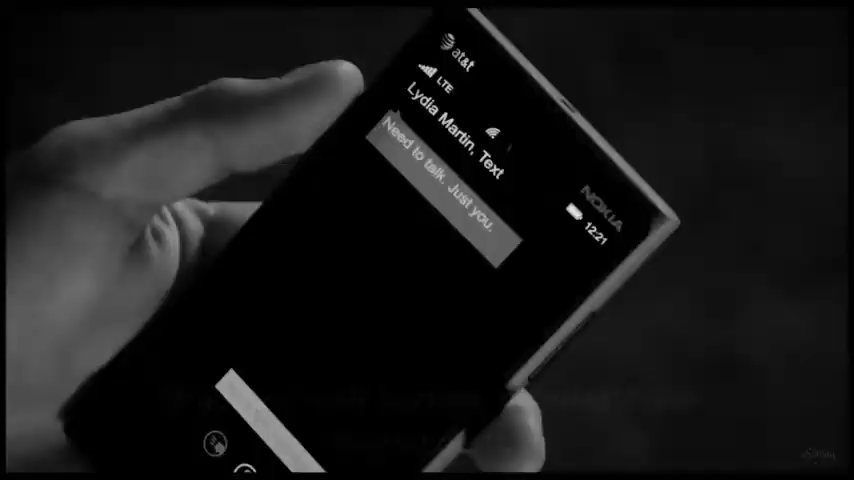 at&t
LTE
Lydia Martin, Text
Need to talk. Just you.
NOKIA
12:21